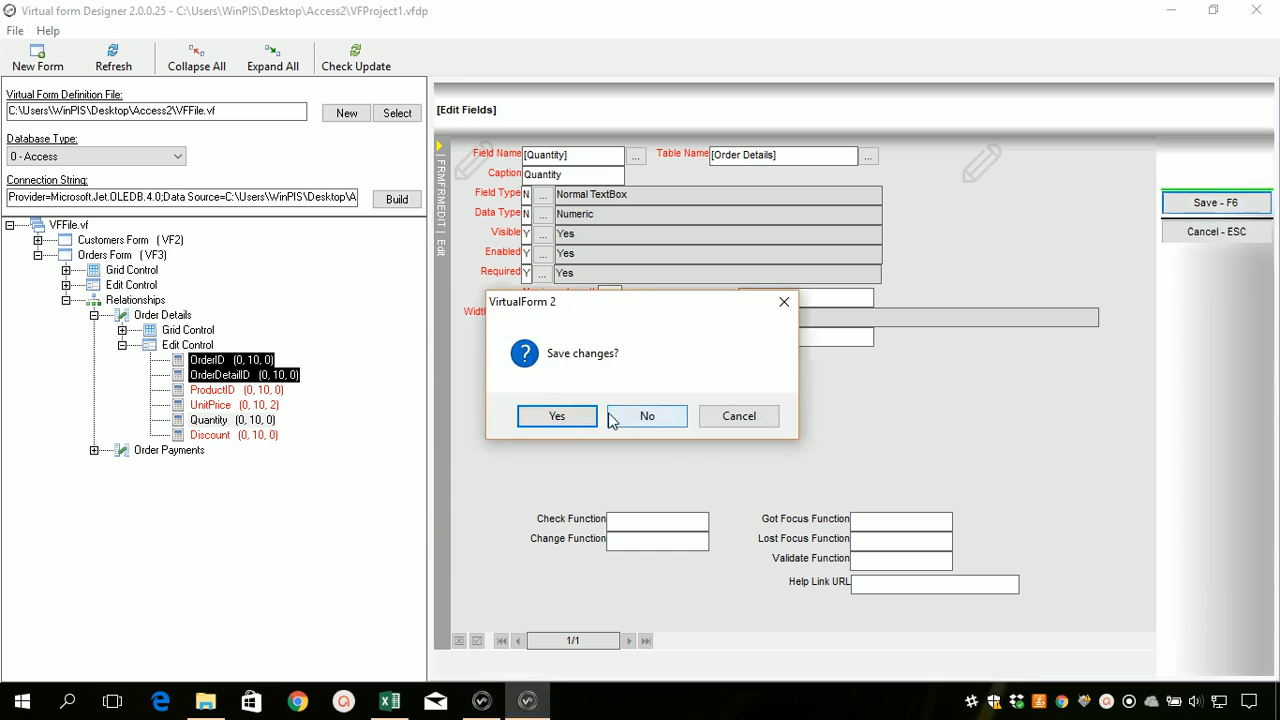 Virtual form Designer 2.0.0.25 - C:\Users\WinPIS\Desktop\Access2\VFProject1.vfdp
File Help
New Form Refresh Collapse All Expand All Check Update
Virtual Form Definition File:
C:\Users\WinPIS\Desktop\Access2\VFFile.vf New Select
Database Type:
0 - Access
Connection String:
Provider=Microsoft.Jet.OLEDB.4.0;Data Source=C:\Users\WinPIS\Desktop\A Build
VFFile.vf
Customers Form (VF2)
Orders Form (VF3)
Grid Control
Edit Control
Relationships
Order Details
Grid Control
Edit Control
OrderID (0, 10, 0)
OrderDetailID (0, 10, 0)
ProductID (0, 10, 0)
UnitPrice (0, 10, 2)
Quantity (0, 10, 0)
Discount (0, 10, 0)
Order Payments
[Edit Fields]
| FRMFRMEDIT | Edit
Field Name [Quantity] ... Table Name [Order Details] ...
Caption Quantity
Field Type N ... Normal TextBox
Data Type N ... Numeric
Visible Y ... Yes
Enabled Y ... Yes
Required Y ... Yes
Width
VirtualForm 2
Save changes?
Yes No Cancel
Check Function Got Focus Function
Change Function Lost Focus Function
Validate Function
Help Link URL
1/1
Save - F6
Cancel - ESC